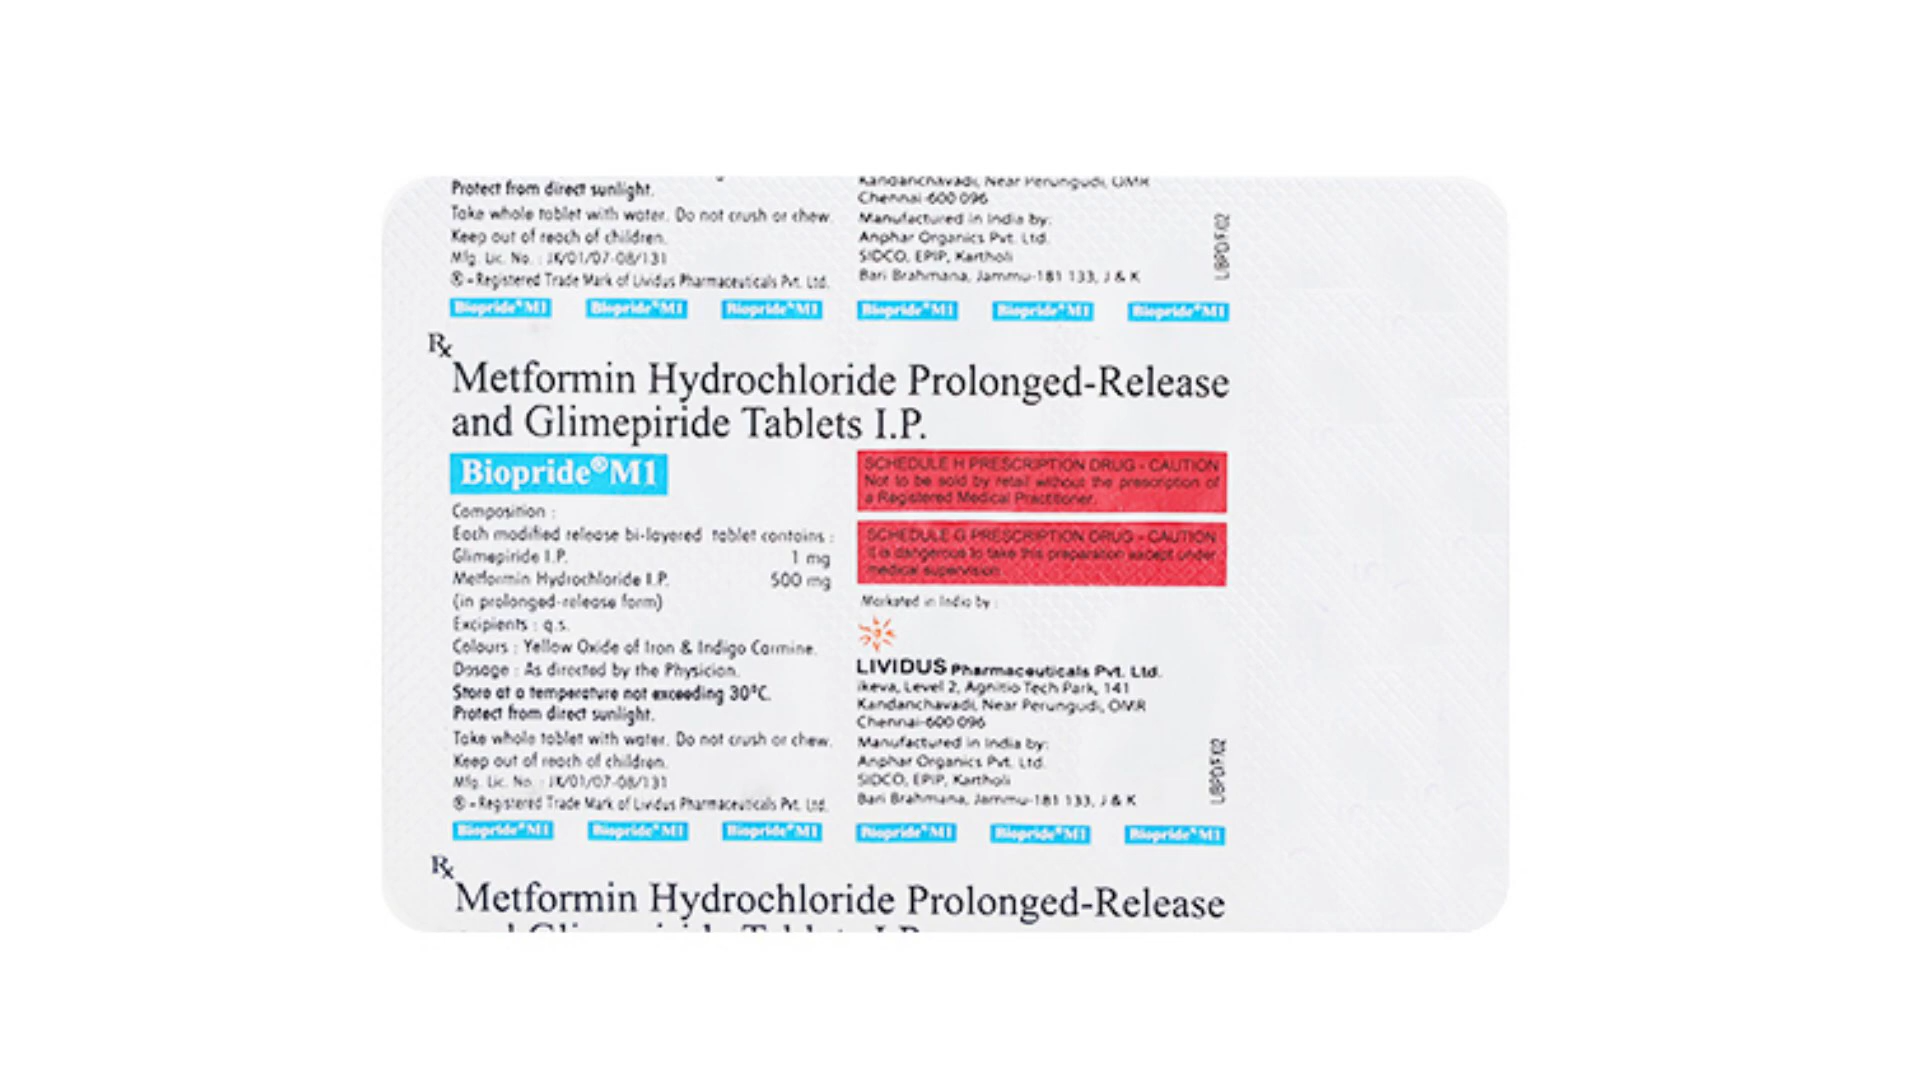 Protect from direct sunlight.
Take whole tablet with water. Do not crush or chew.
Keep out of reach of children.
Mfg. Lic. No. : JK/01/07-08/131
® - Registered Trade Mark of Lividus Pharmaceuticals Pvt. Ltd.
Kandanchavadi, Near Perungudi, OMR
Chennai-600 096
Manufactured in India by:
Anphar Organics Pvt. Ltd.
SIDCO, EPIP, Kartholi
Bari Brahmana, Jammu-181 133, J & K
L/BPD/F/02
Biopride®M1 Biopride®M1 Biopride®M1 Biopride®M1 Biopride®M1 Biopride®M1
Rx
Metformin Hydrochloride Prolonged-Release
and Glimepiride Tablets I.P.
Biopride®M1
Composition :
Each modified release bi-layered tablet contains :
Glimepiride I.P. 1 mg
Metformin Hydrochloride I.P. 500 mg
(in prolonged-release form)
Excipients : q.s.
Colours : Yellow Oxide of Iron & Indigo Carmine.
Dosage : As directed by the Physician.
Store at a temperature not exceeding 30°C.
Protect from direct sunlight.
Take whole tablet with water. Do not crush or chew.
Keep out of reach of children.
Mfg. Lic. No. : JK/01/07-08/131
® - Registered Trade Mark of Lividus Pharmaceuticals Pvt. Ltd.
SCHEDULE H PRESCRIPTION DRUG - CAUTION
Not to be sold by retail without the prescription of
a Registered Medical Practitioner.
SCHEDULE G PRESCRIPTION DRUG - CAUTION
It is dangerous to take this preparation except under
medical supervision
Marketed in India by :
LIVIDUS Pharmaceuticals Pvt. Ltd.
ikeva, Level 2, Agnitio Tech Park, 141
Kandanchavadi, Near Perungudi, OMR
Chennai-600 096
Manufactured in India by:
Anphar Organics Pvt. Ltd.
SIDCO, EPIP, Kartholi
Bari Brahmana, Jammu-181 133, J & K
L/BPD/F/02
Biopride®M1 Biopride®M1 Biopride®M1 Biopride®M1 Biopride®M1 Biopride®M1
Rx
Metformin Hydrochloride Prolonged-Release
and Glimepiride Tablets I.P.